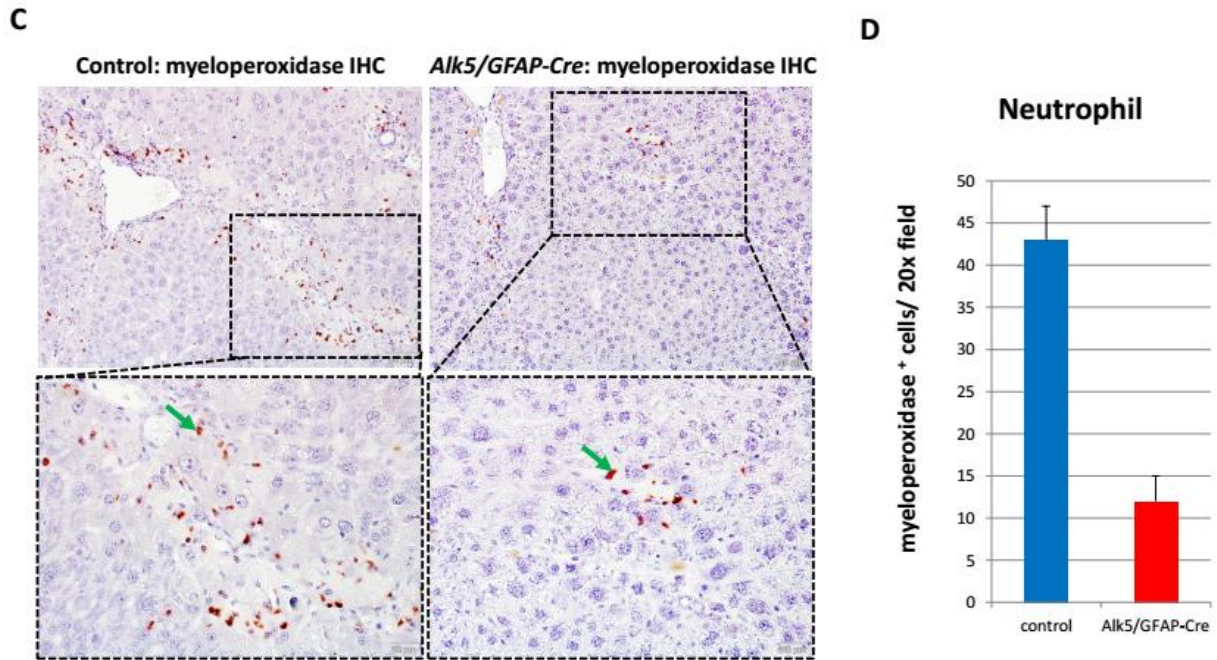 C
Control: myeloperoxidase IHC
Alk5/GFAP-Cre: myeloperoxidase IHC
D
Neutrophil
myeloperoxidase + cells/ 20x field
50
45
40
35
30
25
20
15
10
5
0
control
Alk5/GFAP-Cre